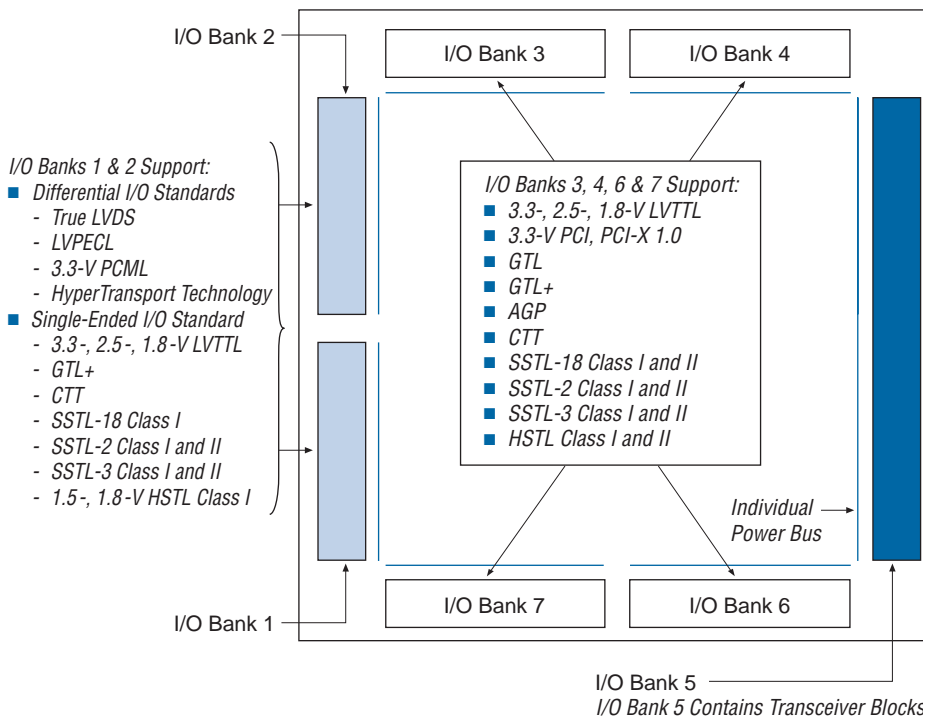 I/O Bank 2
I/O Bank 3
I/O Bank 4
I/O Banks 1 & 2 Support:
■ Differential I/O Standards
- True LVDS
- LVPECL
- 3.3-V PCML
- HyperTransport Technology
■ Single-Ended I/O Standard
- 3.3-, 2.5-, 1.8-V LVTTL
- GTL+
- CTT
- SSTL-18 Class I
- SSTL-2 Class I and II
- SSTL-3 Class I and II
- 1.5-, 1.8-V HSTL Class I
I/O Banks 3, 4, 6 & 7 Support:
■ 3.3-, 2.5-, 1.8-V LVTTL
■ 3.3-V PCI, PCI-X 1.0
■ GTL
■ GTL+
■ AGP
■ CTT
■ SSTL-18 Class I and II
■ SSTL-2 Class I and II
■ SSTL-3 Class I and II
■ HSTL Class I and II
Individual
Power Bus
I/O Bank 7
I/O Bank 6
I/O Bank 1
I/O Bank 5
I/O Bank 5 Contains Transceiver Blocks